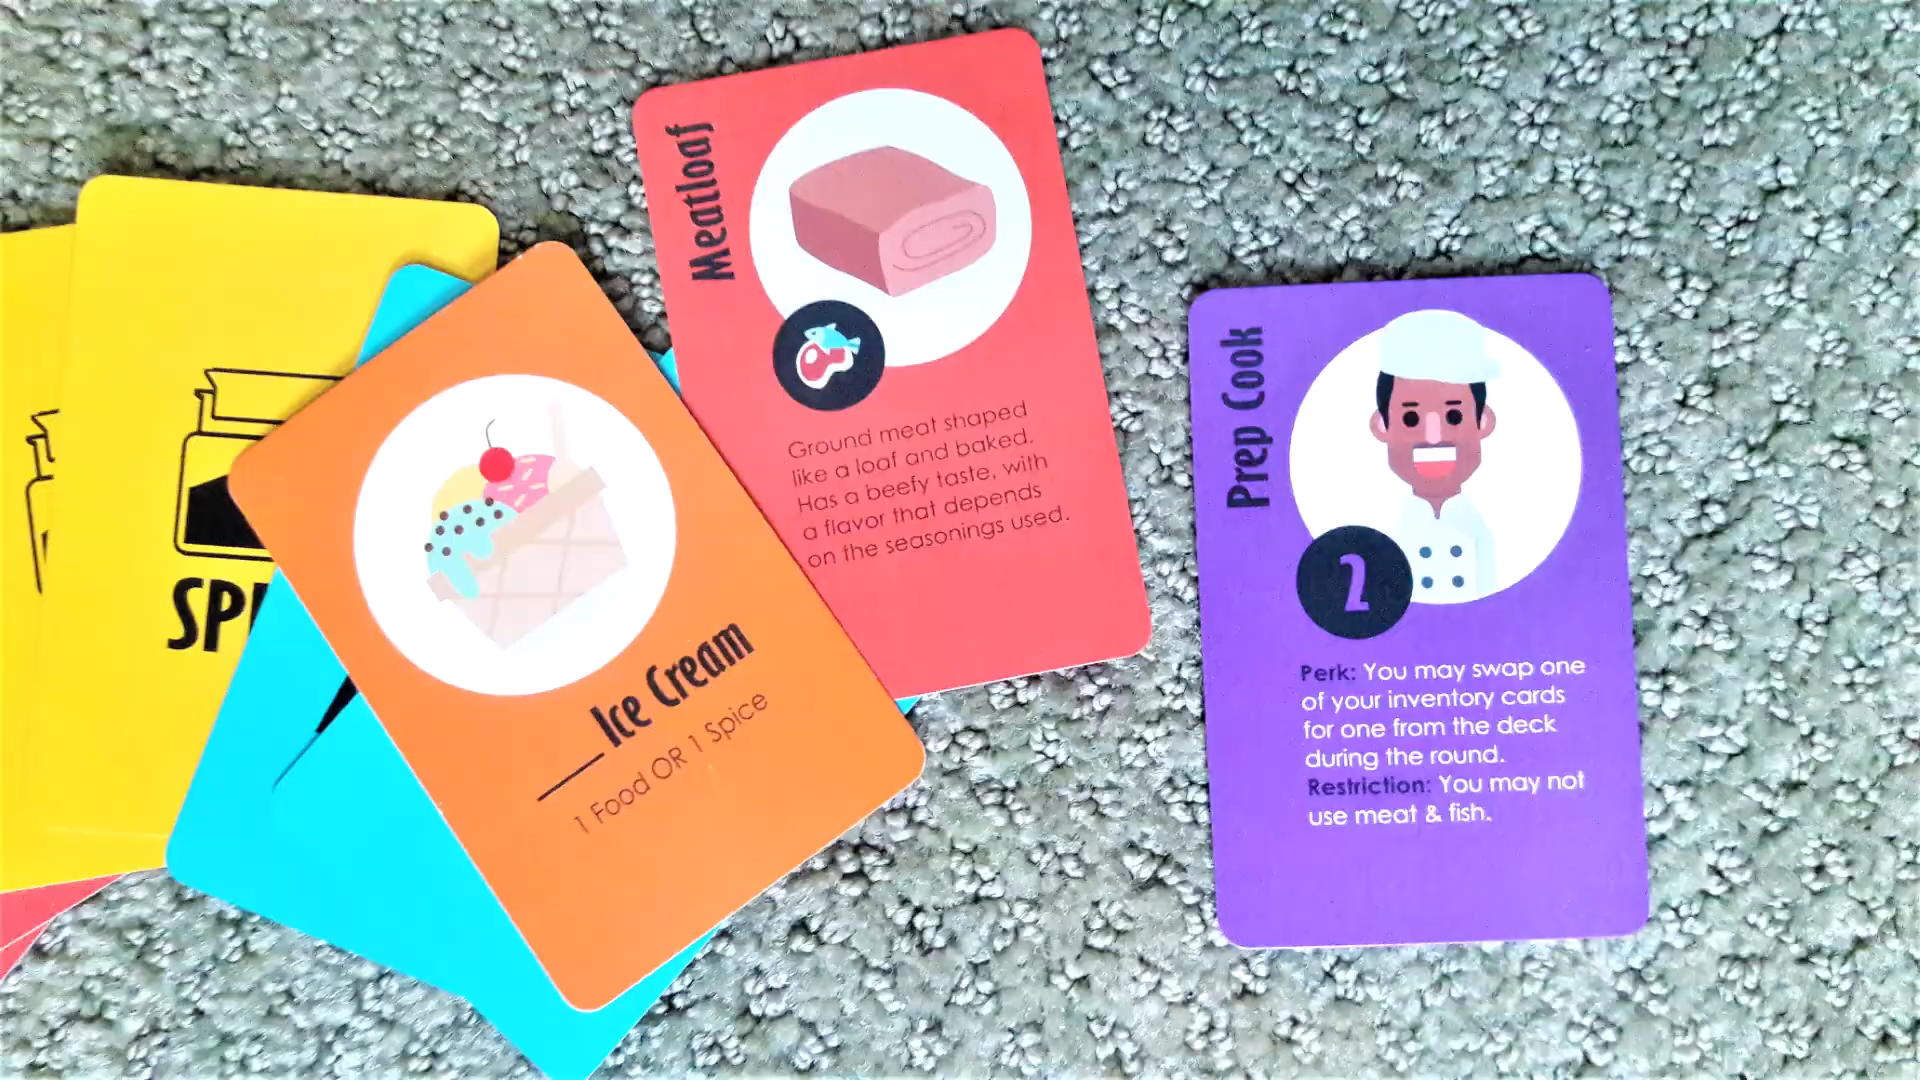 SPI
Ice Cream
1 Food OR 1 Spice
Meatloaf
Ground meat shaped
like a loaf and baked.
Has a beefy taste, with
a flavor that depends
on the seasonings used.
Prep Cook
2
Perk: You may swap one
of your inventory cards
for one from the deck
during the round.
Restriction: You may not
use meat & fish.